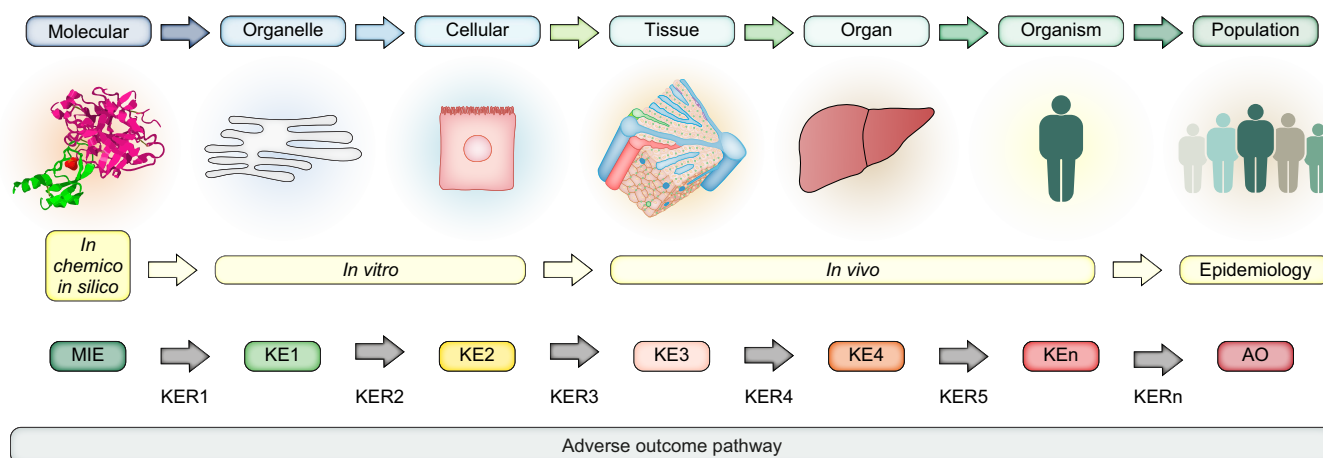 Molecular
Organelle
Cellular
Tissue
Organ
Organism
Population
In
chemico
in silico
In vitro
In vivo
Epidemiology
MIE
KE1
KE2
KE3
KE4
KEn
AO
KER1
KER2
KER3
KER4
KER5
KERn
Adverse outcome pathway